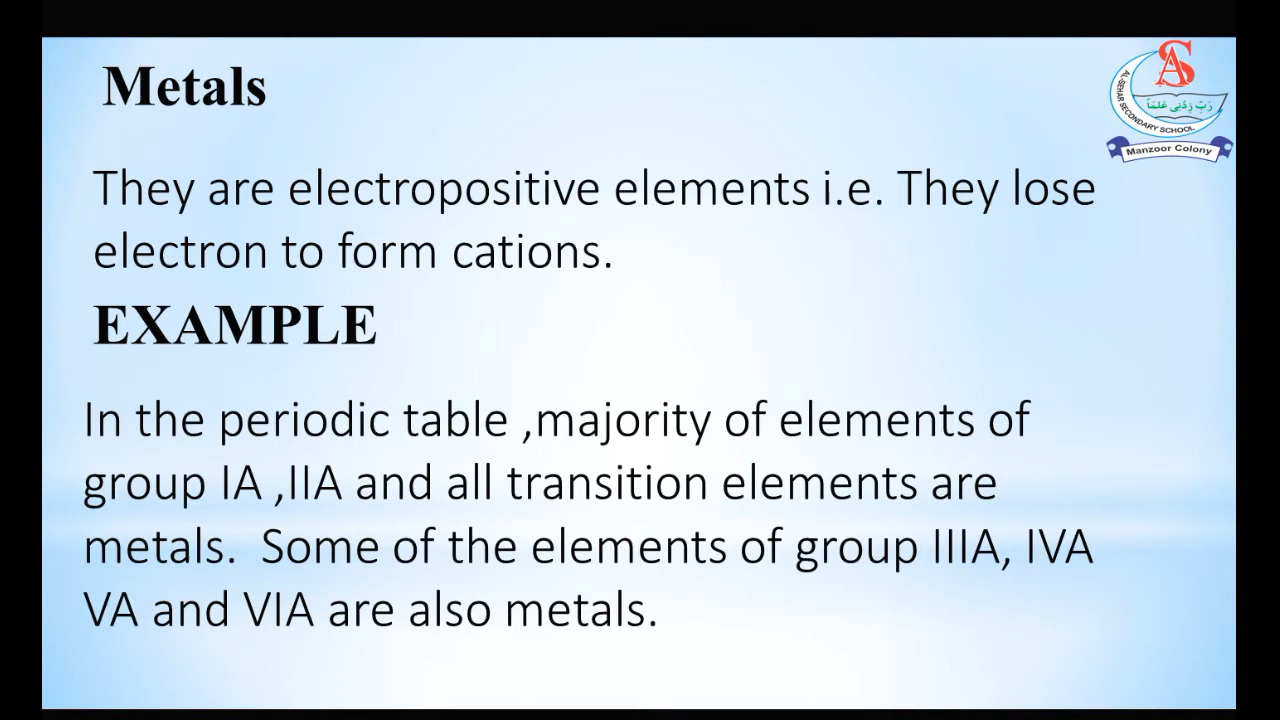 Metals
They are electropositive elements i.e. They lose
electron to form cations.
EXAMPLE
In the periodic table ,majority of elements of
group IA ,IIA and all transition elements are
metals.  Some of the elements of group IIIA, IVA
VA and VIA are also metals.
SA
رَبِّ زِدْنِی عِلْمًا
AL-SEHAR SECONDARY SCHOOL
Manzoor Colony